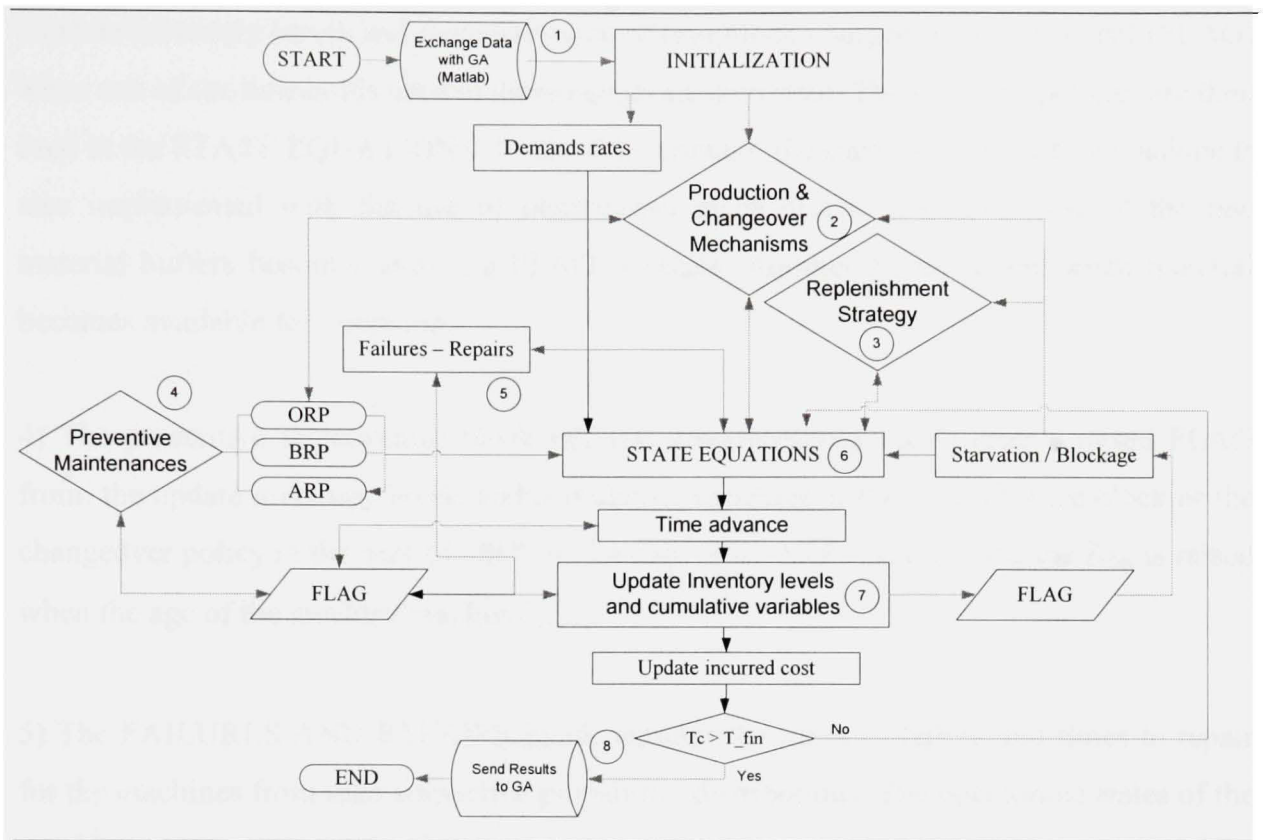 START
Exchange Data
with GA
(Matlab)
1
INITIALIZATION
Demands rates
Production &
Changeover
Mechanisms
2
Replenishment
Strategy
3
Failures – Repairs
5
4
Preventive
Maintenances
ORP
BRP
ARP
STATE EQUATIONS
6
Starvation / Blockage
Time advance
FLAG
Update Inventory levels
and cumulative variables
7
FLAG
Update incurred cost
Tc > T_fin
No
Yes
8
Send Results
to GA
END